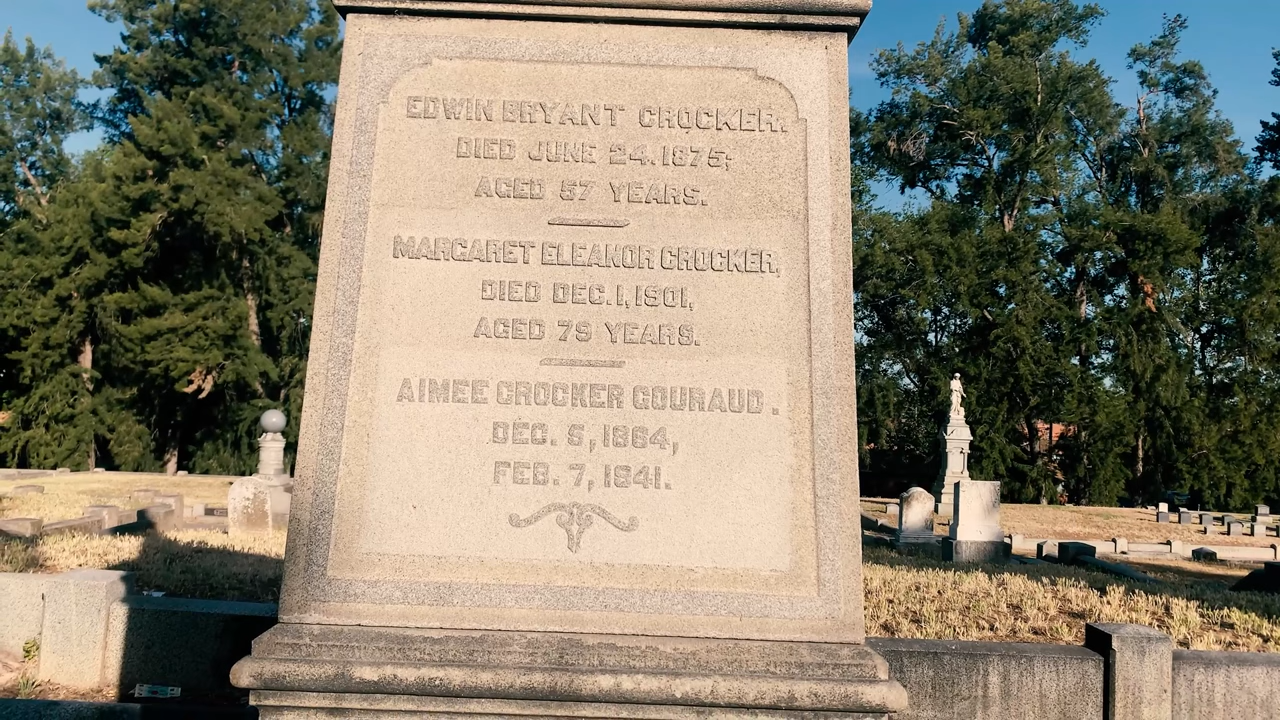 EDWIN BRYANT CROCKER.
DIED JUNE 24. 1875;
AGED 57 YEARS.
MARGARET ELEANOR CROCKER,
DIED DEC. 1, 1901,
AGED 79 YEARS.
AIMEE CROCKER GOURAUD.
DEC. 5, 1864,
FEB. 7, 1941.